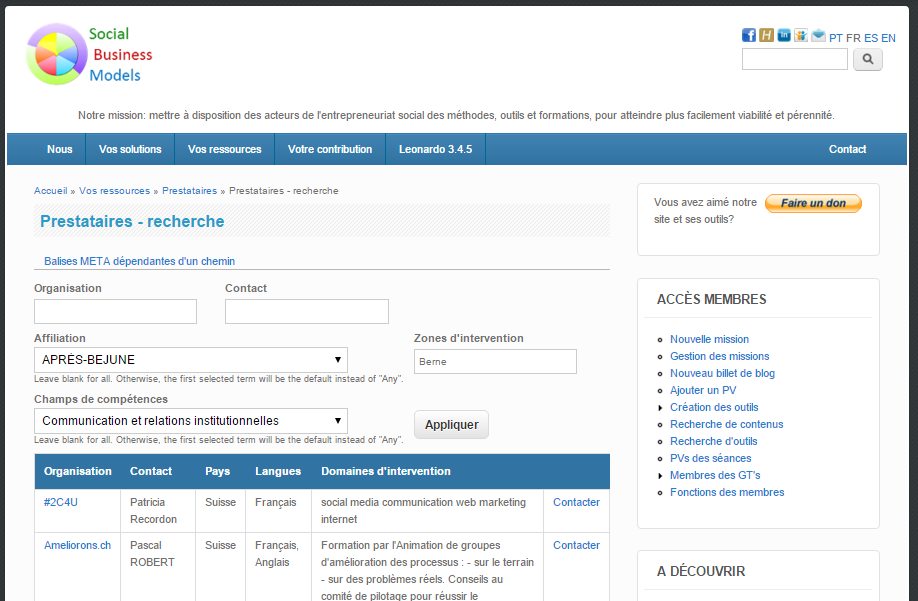 Social
Business
Models
PT FR ES EN
Notre mission: mettre à disposition des acteurs de l'entrepreneuriat social des méthodes, outils et formations, pour atteindre plus facilement viabilité et pérennité.
Nous Vos solutions Vos ressources Votre contribution Leonardo 3.4.5 Contact
Accueil » Vos ressources » Prestataires » Prestataires - recherche
Prestataires - recherche
Balises META dépendantes d'un chemin
Organisation Contact
Affiliation Zones d'intervention
APRÈS-BEJUNE Berne
Leave blank for all. Otherwise, the first selected term will be the default instead of "Any".
Champs de compétences
Communication et relations institutionnelles Appliquer
Leave blank for all. Otherwise, the first selected term will be the default instead of "Any".
Organisation Contact Pays Langues Domaines d'intervention
#2C4U Patricia Recordon Suisse Français social media communication web marketing Contacter
internet
Ameliorons.ch Pascal ROBERT Suisse Français, Anglais Formation par l'Animation de groupes Contacter
d'amélioration des processus : - sur le terrain
- sur des problèmes réels. Conseils au
comité de pilotage pour réussir le
Vous avez aimé notre Faire un don
site et ses outils?
ACCÈS MEMBRES
Nouvelle mission
Gestion des missions
Nouveau billet de blog
Ajouter un PV
Création des outils
Recherche de contenus
Recherche d'outils
PVs des séances
Membres des GT's
Fonctions des membres
A DÉCOUVRIR